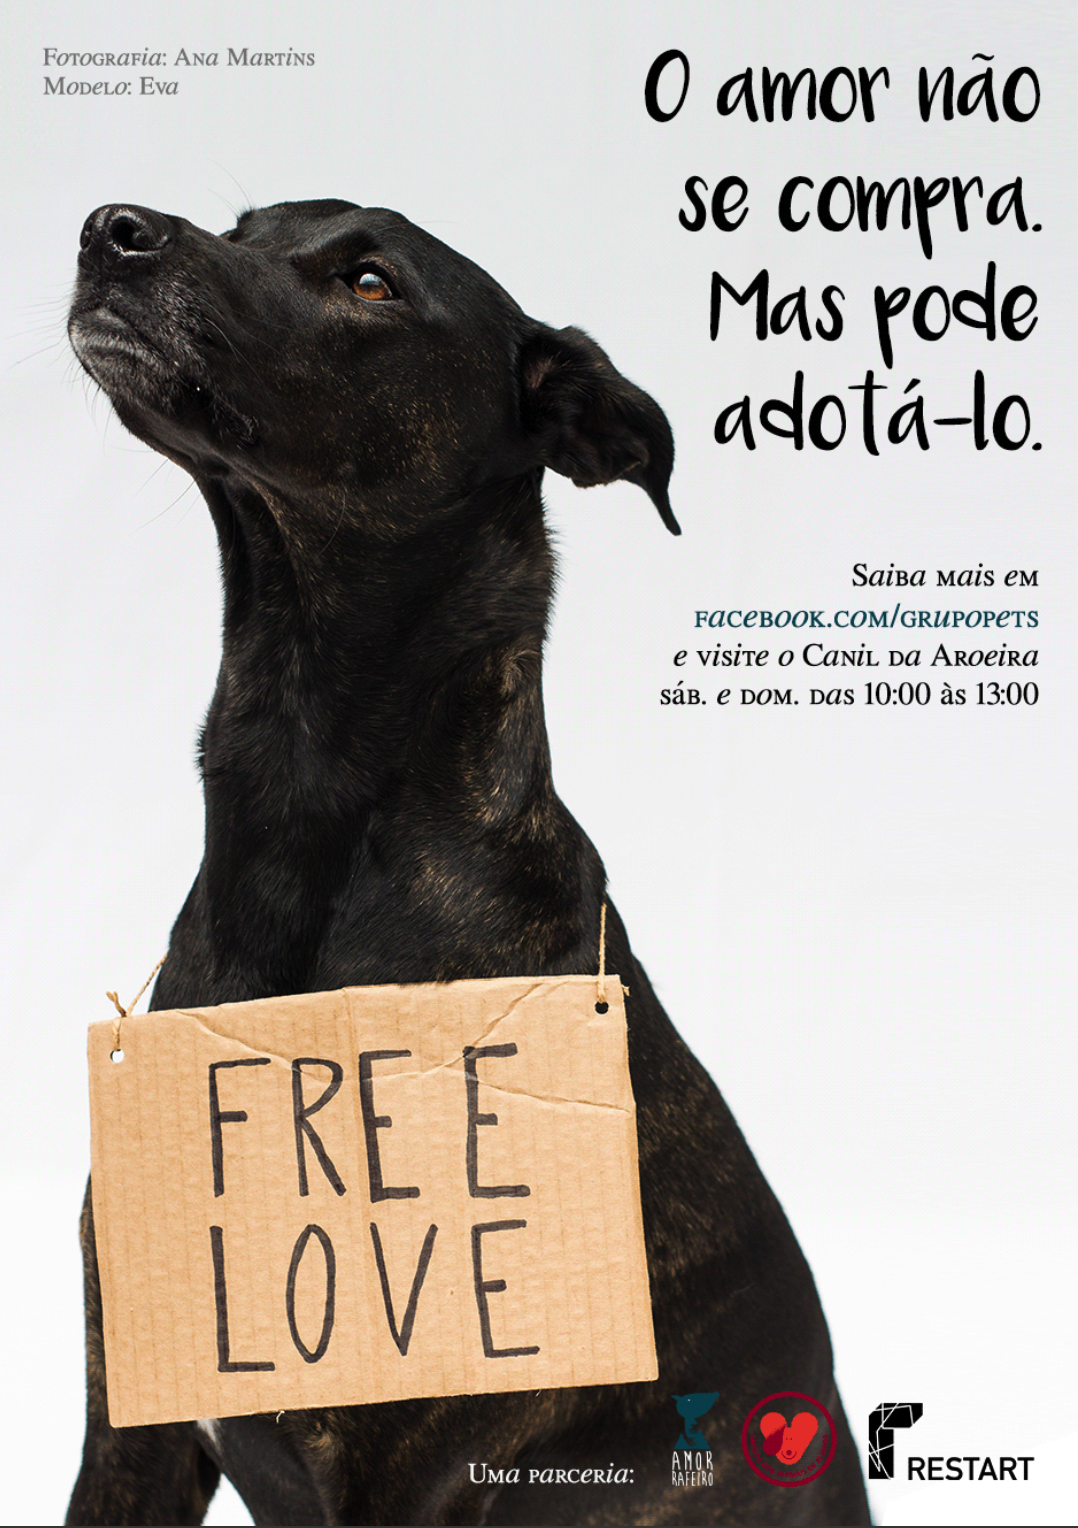 Fotografia: Ana Martins
Modelo: Eva
O amor não
se compra.
Mas pode
adotá-lo.
Saiba mais em
facebook.com/grupopets
e visite o Canil da Aroeira
sáb. e dom. das 10:00 às 13:00
FREE
LOVE
Uma parceria:
AMOR
RAFEIRO
RESTART